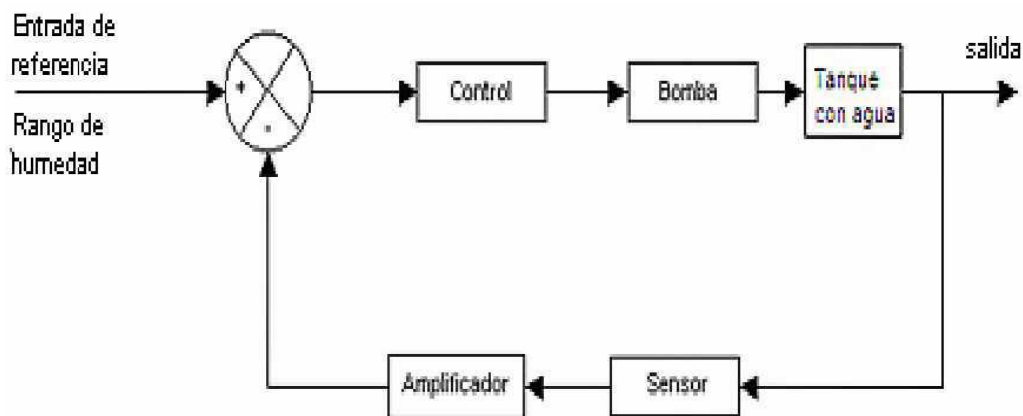 Entrada de
referencia
Rango de
humedad
+
-
Control
Bomba
Tanque
con agua
salida
Amplificador
Sensor